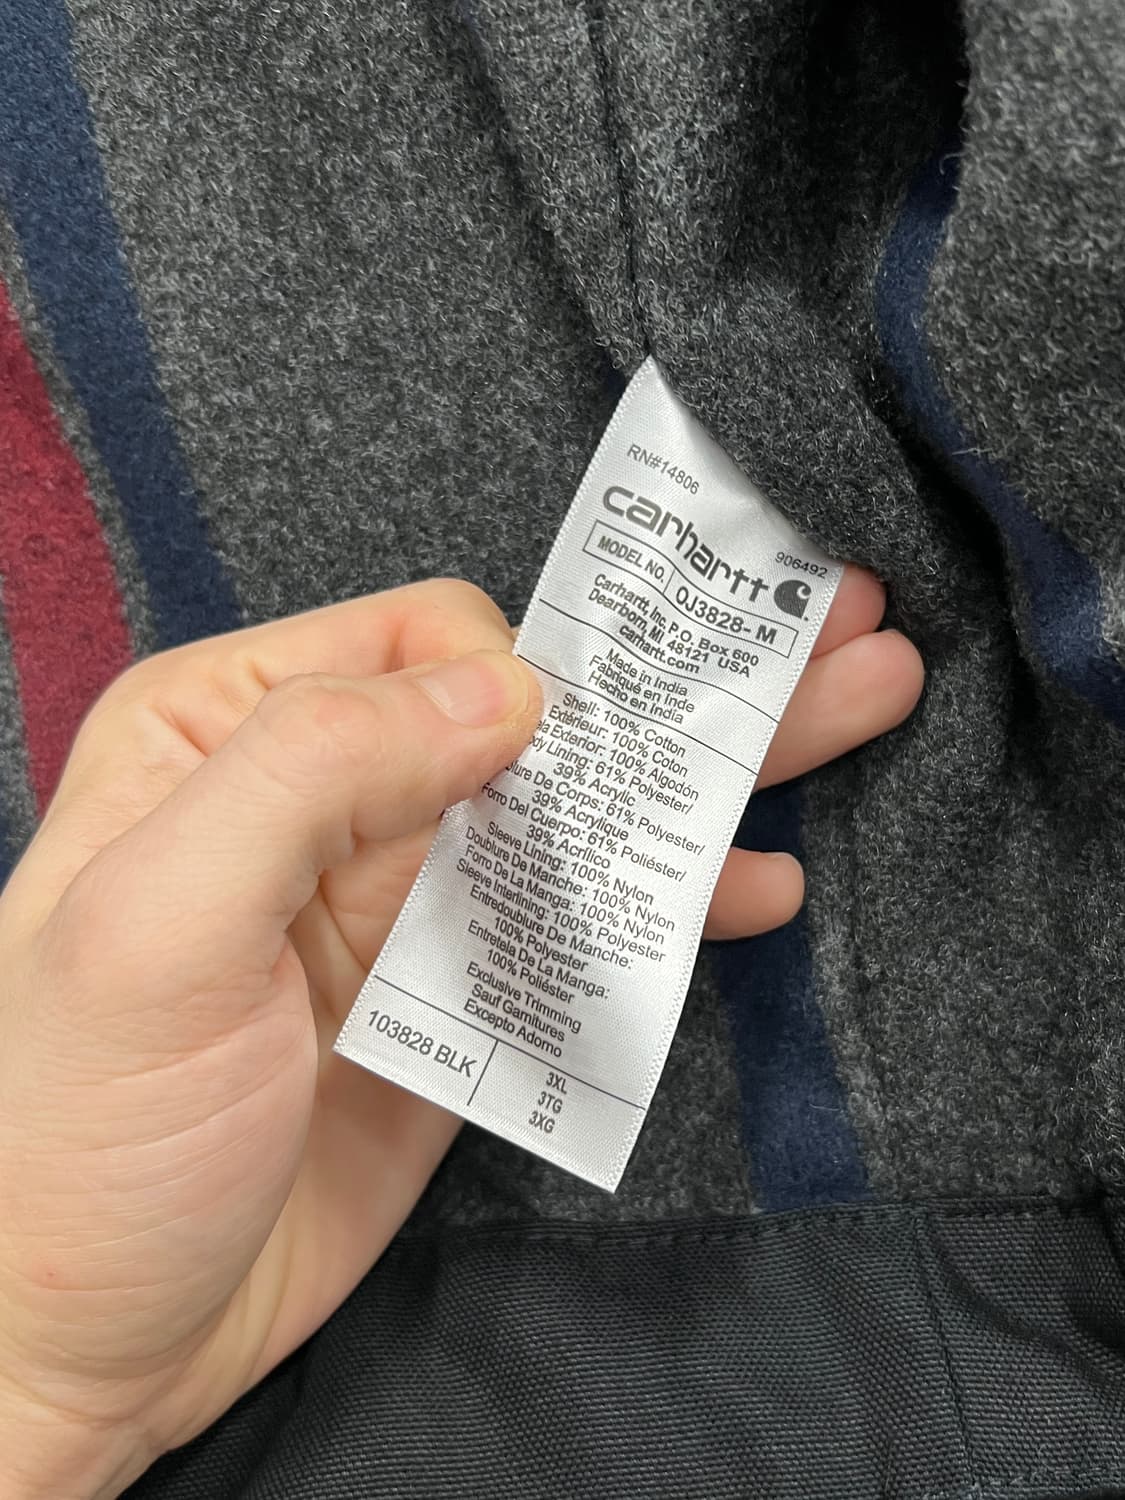 RN#14806
906492
carhartt
MODEL NO. OJ3828- M
Carhartt, Inc. P.O. Box 600
Dearborn, MI, 48121 USA
carhartt.com
Made in India
Fabriqué en Inde
Hecho en India
Shell: 100% Cotton
Extérieur: 100% Coton
Exterior: 100% Algodón
Lining: 61% Polyester/
39% Acrylic
De Corps: 61% Polyester/
39% Acrylique
Forro Del Cuerpo: 61% Poliéster/
39% Acrílico
Sleeve Lining: 100% Nylon
Doublure De Manche: 100% Nylon
Forro De La Manga: 100% Nylon
Sleeve Interlining: 100% Polyester
Entredoublure De Manche:
100% Polyester
Entretela De La Manga:
100% Poliéster
Exclusive Trimming
Sauf Garnitures
Excepto Adorno
103828 BLK
3XL
3TG
3XG